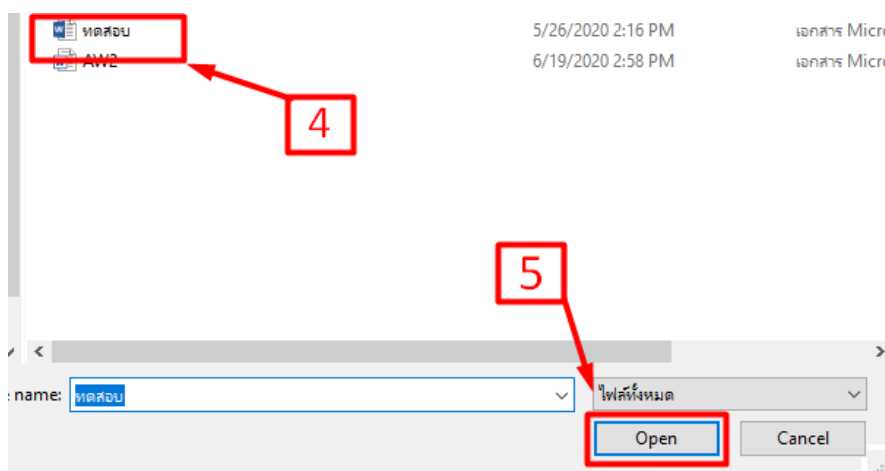 ทดสอบ 5/26/2020 2:16 PM เอกสาร Micro
AW2 6/19/2020 2:58 PM เอกสาร Micro
4
5
name: ทดสอบ ไฟล์ทั้งหมด
Open Cancel